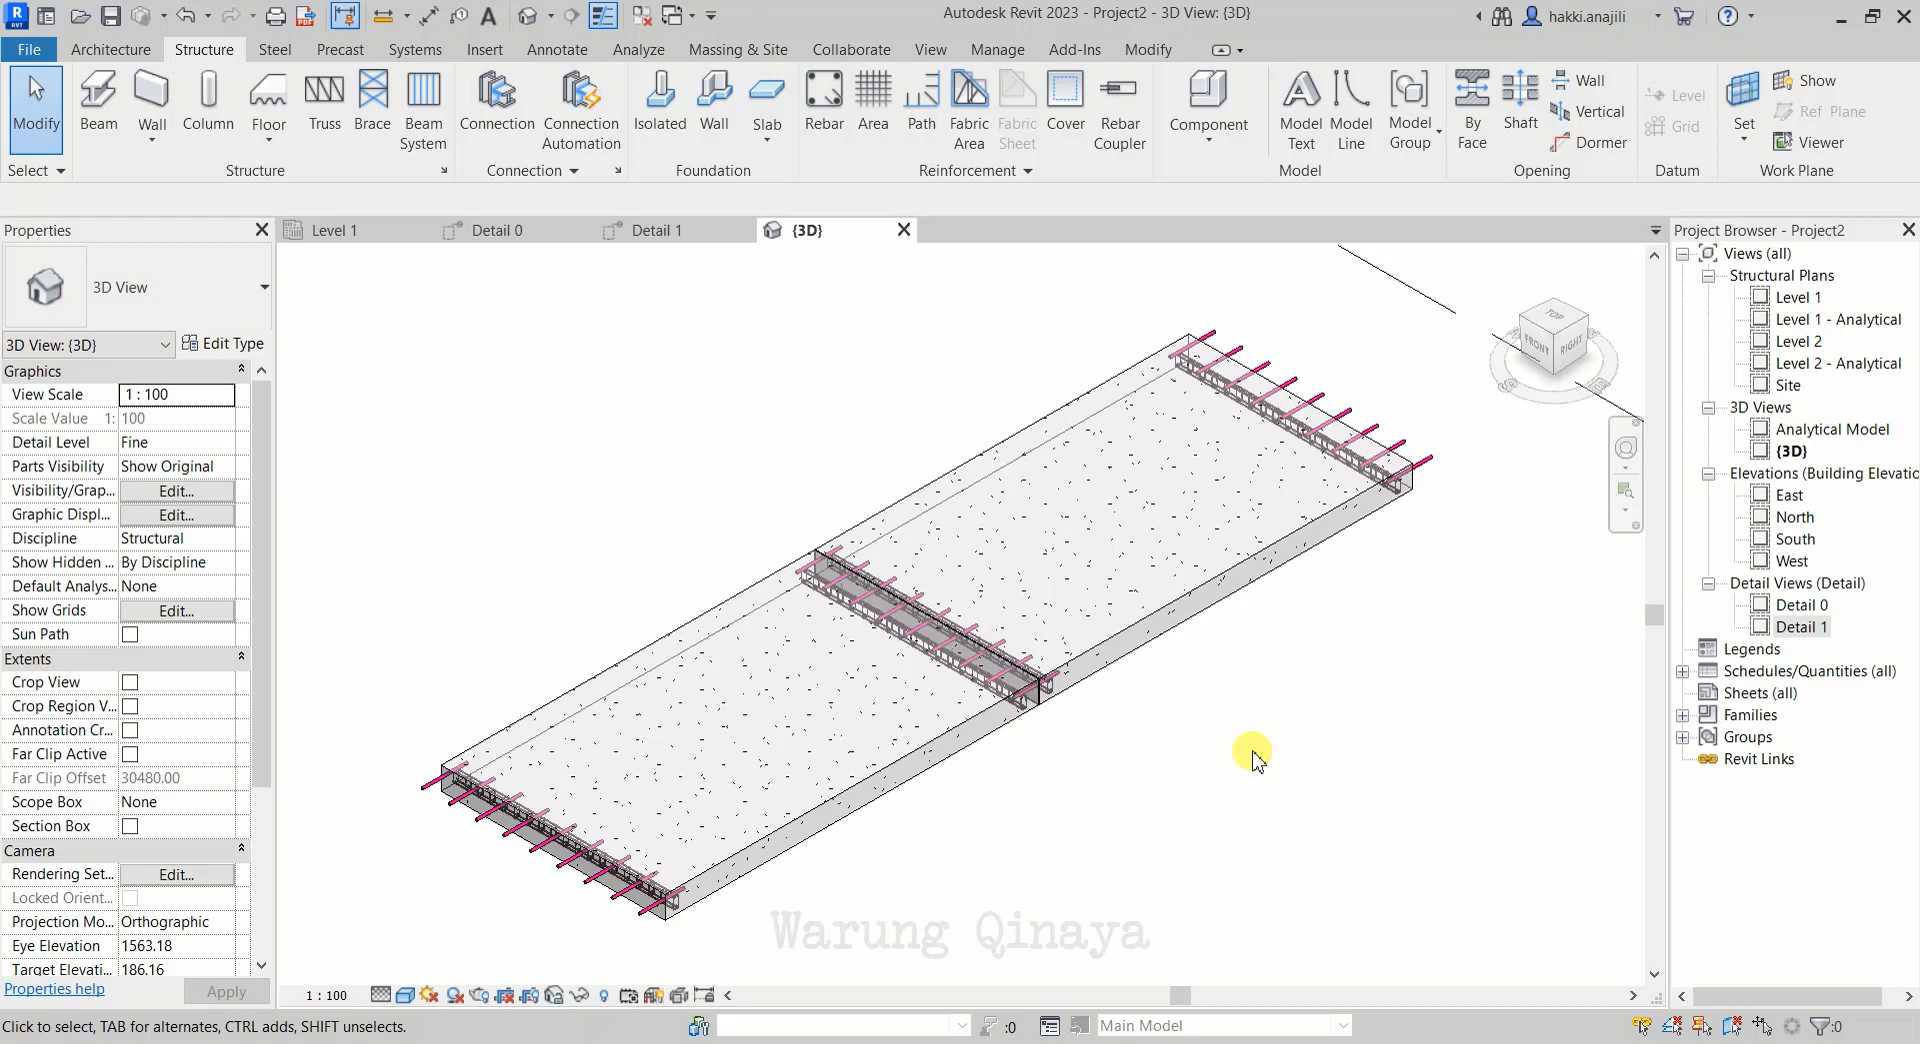 Autodesk Revit 2023 - Project2 - 3D View: {3D}
hakki.anajili
File Architecture Structure Steel Precast Systems Insert Annotate Analyze Massing & Site Collaborate View Manage Add-Ins Modify
Modify Beam Wall Column Floor Truss Brace Beam System Connection Connection Automation Isolated Wall Slab Rebar Area Path Fabric Area Fabric Sheet Cover Rebar Coupler Component Model Text Model Line Model Group By Face Shaft Wall Vertical Dormer Level Grid Set Show Ref Plane Viewer
Select Structure Connection Foundation Reinforcement Model Opening Datum Work Plane
Properties
Level 1 Detail 0 Detail 1 {3D}
Project Browser - Project2
3D View
3D View: {3D} Edit Type
Graphics
View Scale 1 : 100
Scale Value 1: 100
Detail Level Fine
Parts Visibility Show Original
Visibility/Grap... Edit...
Graphic Displ... Edit...
Discipline Structural
Show Hidden ... By Discipline
Default Analys... None
Show Grids Edit...
Sun Path
Extents
Crop View
Crop Region V...
Annotation Cr...
Far Clip Active
Far Clip Offset 30480.00
Scope Box None
Section Box
Camera
Rendering Set... Edit...
Locked Orient...
Projection Mo... Orthographic
Eye Elevation 1563.18
Target Elevati... 186.16
Properties help Apply
TOP
FRONT RIGHT
Warung Qinaya
Views (all)
Structural Plans
Level 1
Level 1 - Analytical
Level 2
Level 2 - Analytical
Site
3D Views
Analytical Model
{3D}
Elevations (Building Elevatio
East
North
South
West
Detail Views (Detail)
Detail 0
Detail 1
Legends
Schedules/Quantities (all)
Sheets (all)
Families
Groups
Revit Links
1 : 100
Click to select, TAB for alternates, CTRL adds, SHIFT unselects.
:0
Main Model
:0